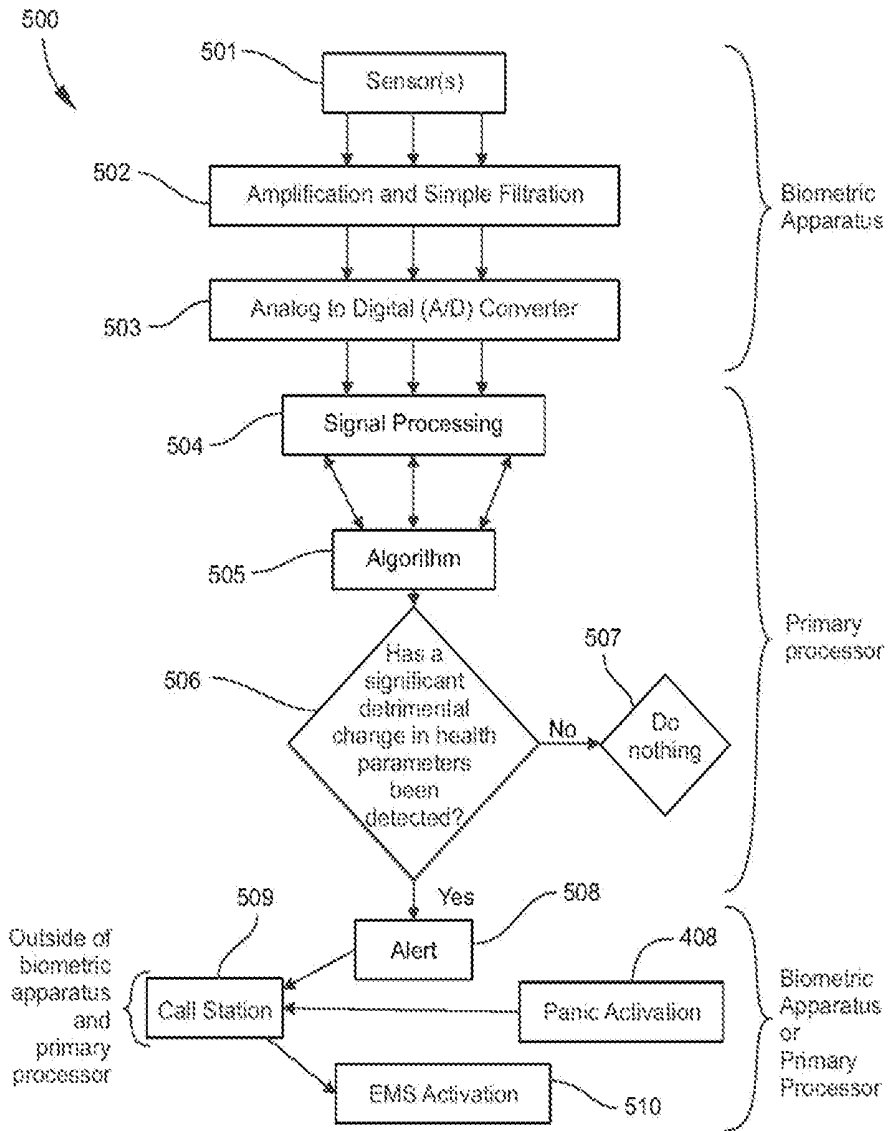 500
501
Sensor(s)
502
Amplification and Simple Filtration
Biometric
Apparatus
503
Analog to Digital (A/D) Converter
504
Signal Processing
505
Algorithm
506
Has a
significant
detrimental
change in health
parameters
been
detected?
No
507
Do
nothing
Primary
processor
Yes
508
Alert
509
Call Station
Outside of
biometric
apparatus
and
primary
processor
408
Panic Activation
Biometric
Apparatus
or
Primary
Processor
EMS Activation
510